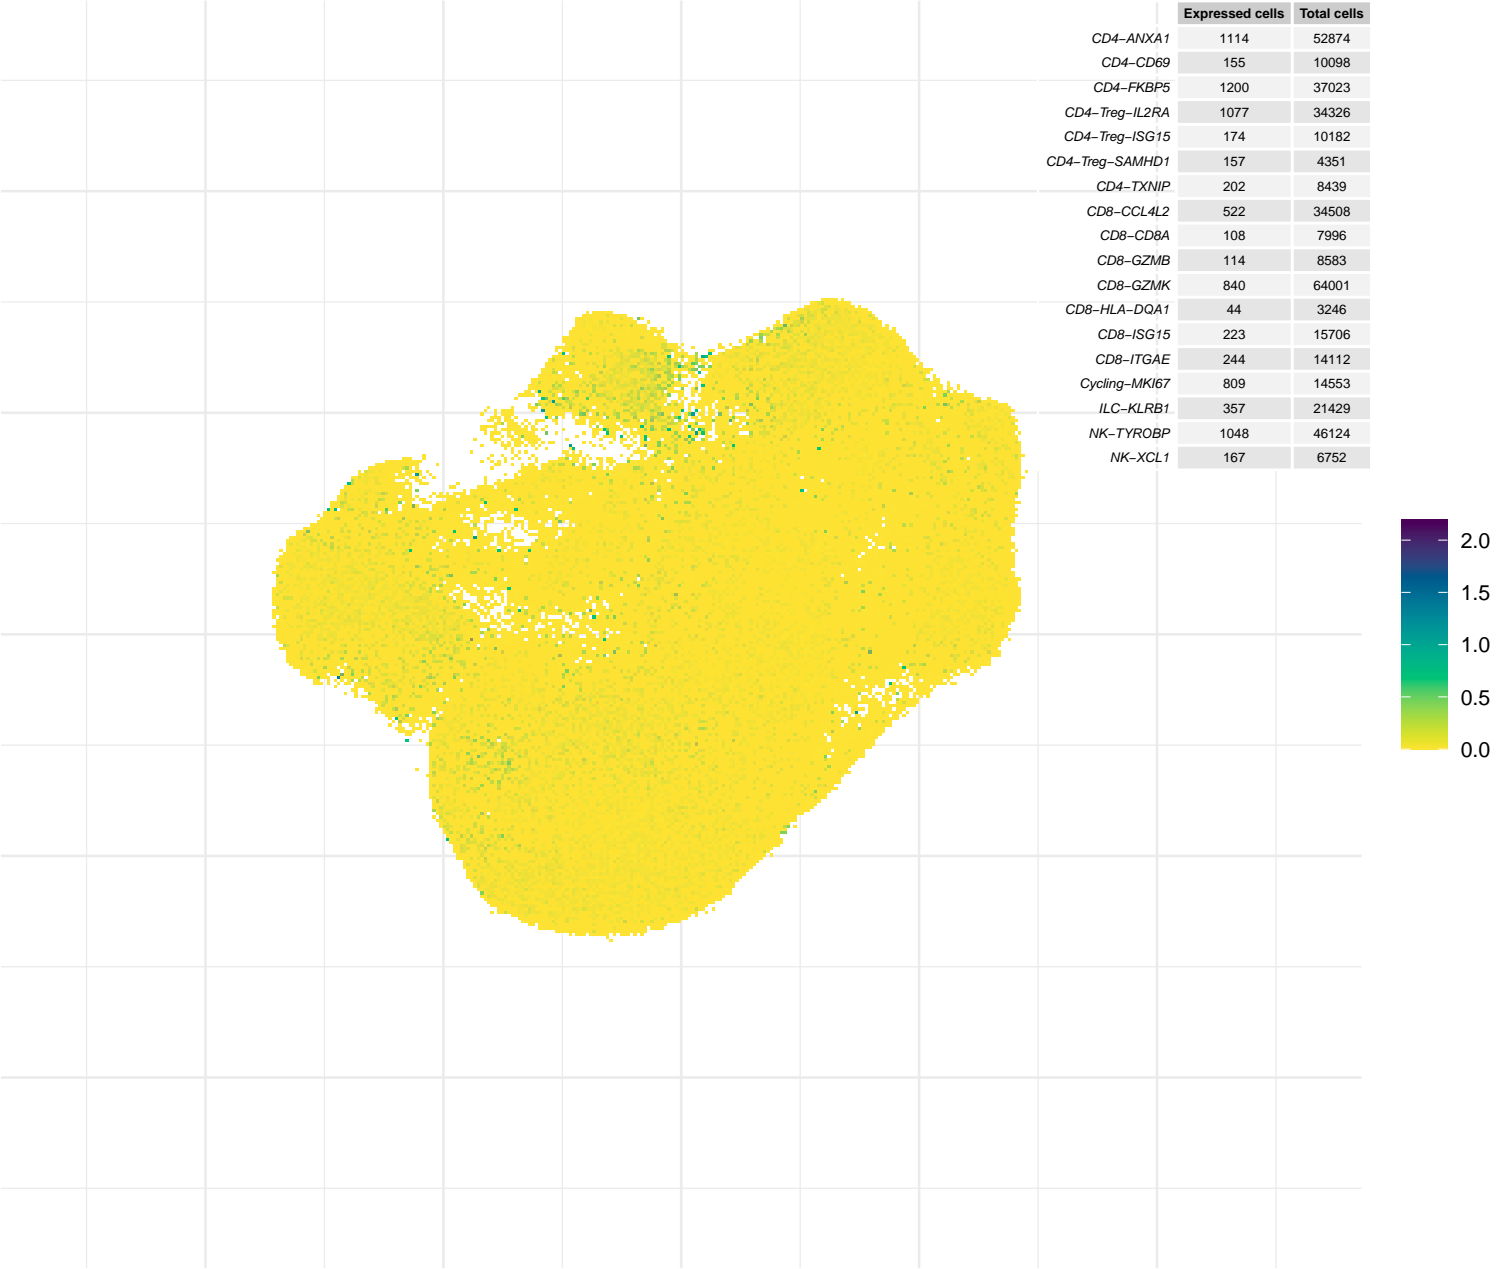 Expressed cells Total cells
CD4−ANXA1 1114 52874
CD4−CD69 155 10098
CD4−FKBP5 1200 37023
CD4−Treg−IL2RA 1077 34326
CD4−Treg−ISG15 174 10182
CD4−Treg−SAMHD1 157 4351
CD4−TXNIP 202 8439
CD8−CCL4L2 522 34508
CD8−CD8A 108 7996
CD8−GZMB 114 8583
CD8−GZMK 840 64001
CD8−HLA−DQA1 44 3246
CD8−ISG15 223 15706
CD8−ITGAE 244 14112
Cycling−MKI67 809 14553
ILC−KLRB1 357 21429
NK−TYROBP 1048 46124
NK−XCL1 167 6752
2.0
1.5
1.0
0.5
0.0